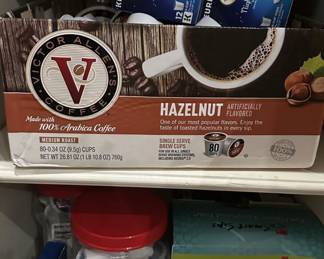 VICTOR ALLEN'S
V
COFFEE
Made with
100% Arabica Coffee
MEDIUM ROAST
80-0.34 OZ (9.5g) CUPS
NET WT 26.81 OZ (1 LB 10.8 OZ) 760g
HAZELNUT ARTIFICIALLY
FLAVORED
One of our most popular flavors. Enjoy the
taste of toasted hazelnuts in every sip.
SINGLE SERVE
BREW CUPS
80